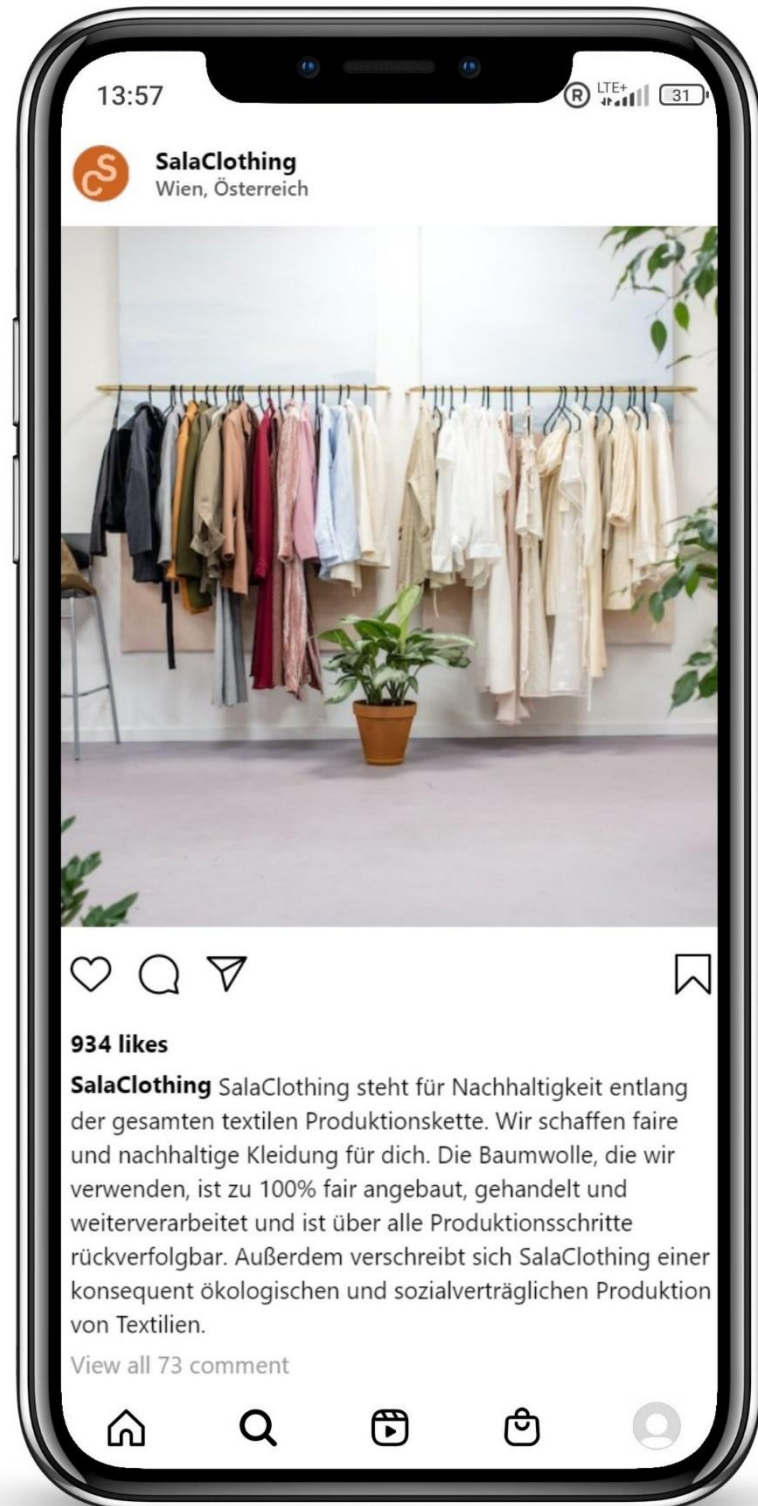 13:57
R LTE+ 31
SC
SalaClothing
Wien, Österreich
934 likes
SalaClothing SalaClothing steht für Nachhaltigkeit entlang
der gesamten textilen Produktionskette. Wir schaffen faire
und nachhaltige Kleidung für dich. Die Baumwolle, die wir
verwenden, ist zu 100% fair angebaut, gehandelt und
weiterverarbeitet und ist über alle Produktionsschritte
rückverfolgbar. Außerdem verschreibt sich SalaClothing einer
konsequent ökologischen und sozialverträglichen Produktion
von Textilien.
View all 73 comment